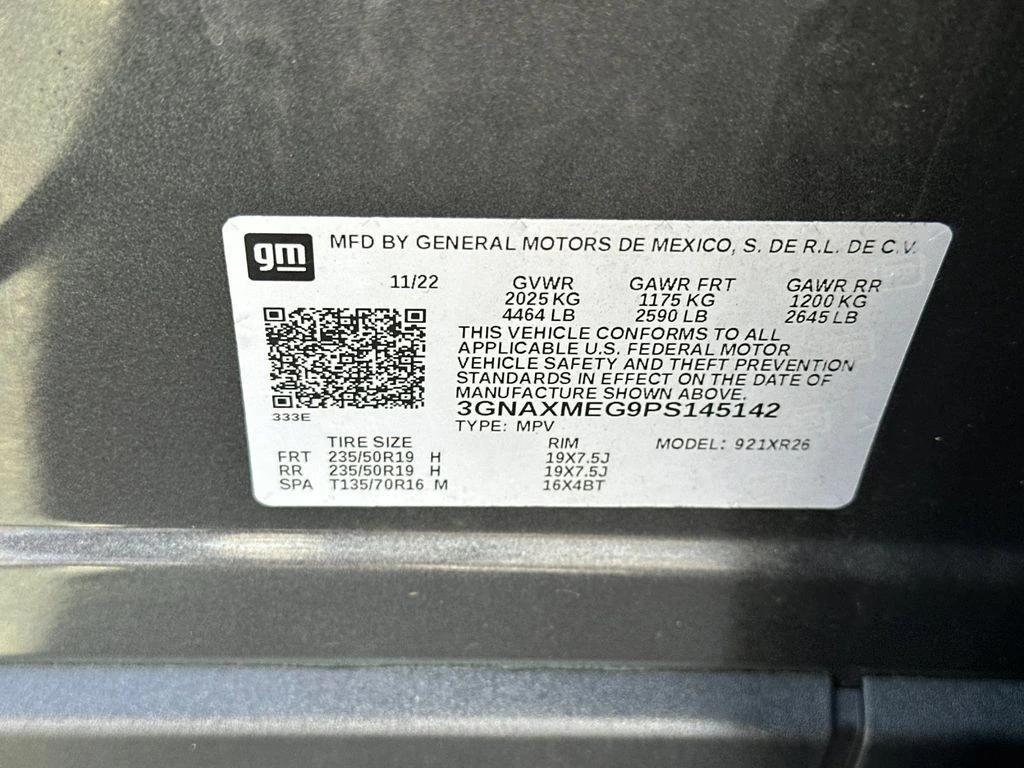 gm MFD BY GENERAL MOTORS DE MEXICO, S. DE R.L. DE C.V.
11/22 GVWR GAWR FRT GAWR RR
2025 KG 1175 KG 1200 KG
4464 LB 2590 LB 2645 LB
THIS VEHICLE CONFORMS TO ALL
APPLICABLE U.S. FEDERAL MOTOR
VEHICLE SAFETY AND THEFT PREVENTION
STANDARDS IN EFFECT ON THE DATE OF
MANUFACTURE SHOWN ABOVE.
3GNAXMEG9PS145142
333E
TYPE: MPV
TIRE SIZE RIM MODEL: 921XR26
FRT 235/50R19 H 19X7.5J
RR 235/50R19 H 19X7.5J
SPA T135/70R16 M 16X4BT